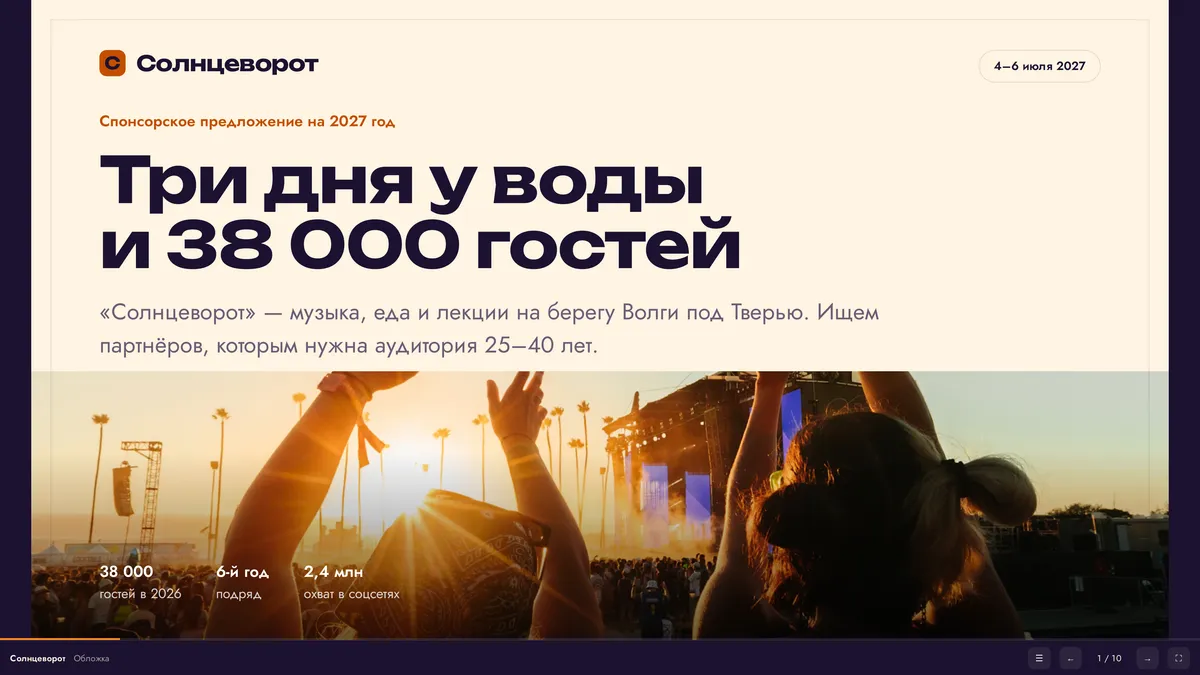 С Солнцеворот
4–6 июля 2027
Спонсорское предложение на 2027 год
Три дня у воды
и 38 000 гостей
«Солнцеворот» — музыка, еда и лекции на берегу Волги под Тверью. Ищем
партнёров, которым нужна аудитория 25–40 лет.
38 000
гостей в 2026
6-й год
подряд
2,4 млн
охват в соцсетях
Солнцеворот Обложка
1 / 10